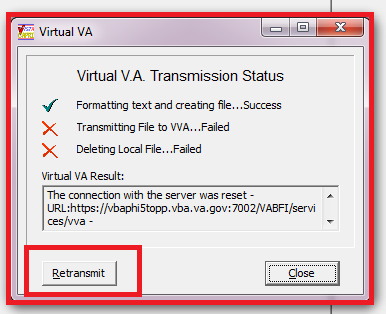 Virtual VA
Virtual V.A. Transmission Status
Formatting text and creating file...Success
Transmitting File to VVA...Failed
Deleting Local File...Failed
Virtual VA Result:
The connection with the server was reset -
URL:https://vbaphi5topp.vba.va.gov:7002/VABFI/servi
ces/vva -
Retransmit
Close